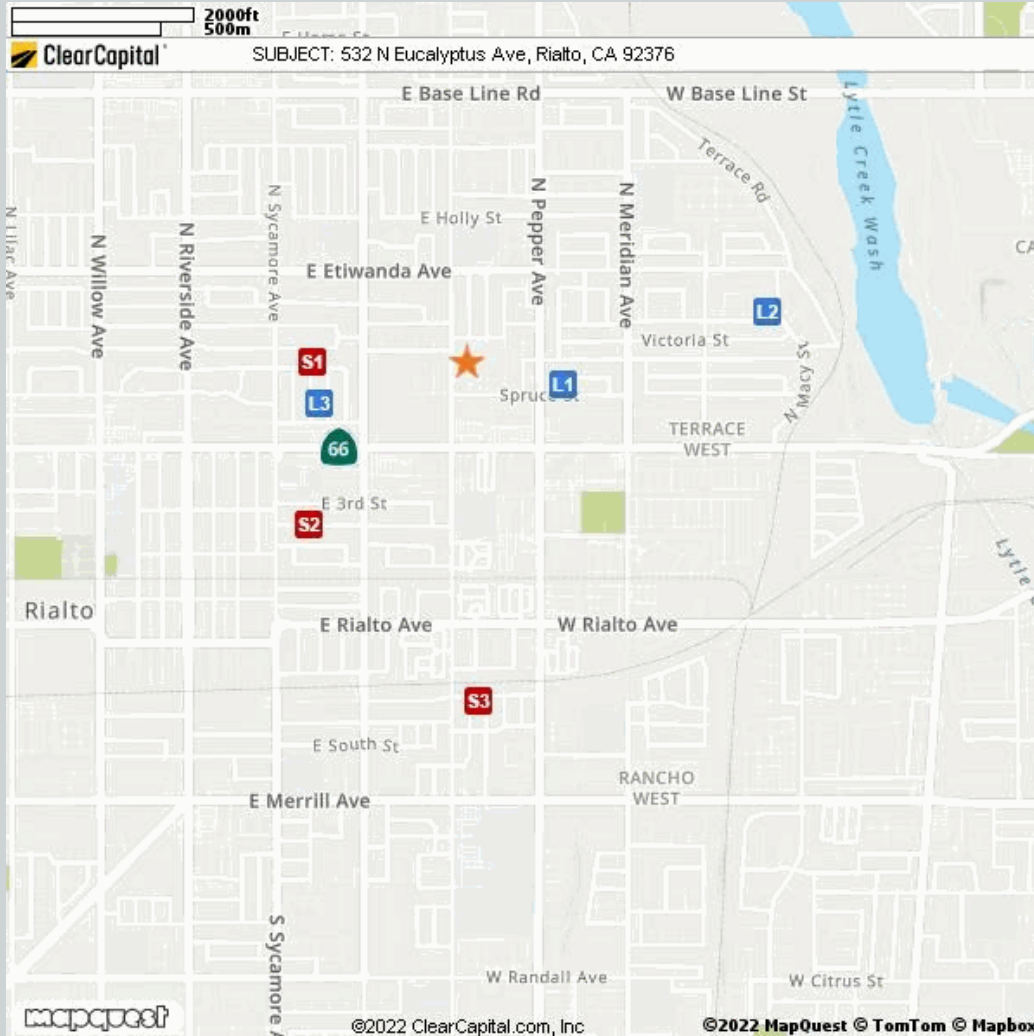 2000ft
500m
ClearCapital
SUBJECT: 532 N Eucalyptus Ave, Rialto, CA 92376
E Base Line Rd
W Base Line St
Lytle Creek Wash
Terrace Rd
N Sycamore Ave
N Pepper Ave
N Meridian Ave
N Lilac Ave
N Willow Ave
N Riverside Ave
E Holly St
E Etiwanda Ave
L2
Victoria St
S1
L1
L3
Spruce St
N Macy St
66
TERRACE
WEST
E 3rd St
S2
Lytle
Rialto
E Rialto Ave
W Rialto Ave
S3
E South St
RANCHO
WEST
E Merrill Ave
S Sycamore
W Randall Ave
W Citrus St
mapquest
©2022 ClearCapital.com, Inc
©2022 MapQuest © TomTom © Mapbo